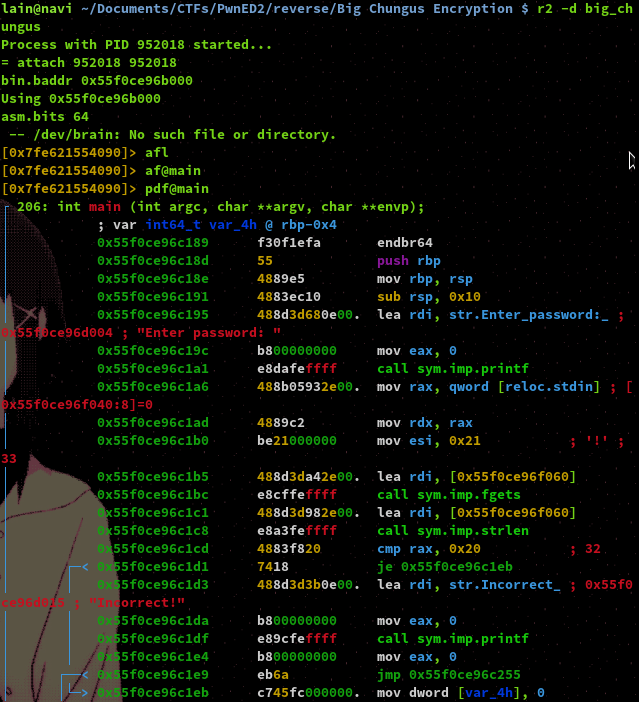 lain@navi ~/Documents/CTFs/PwnED2/reverse/Big Chungus Encryption $ r2 -d big_ch
ungus
Process with PID 952018 started...
= attach 952018 952018
bin.baddr 0x55f0ce96b000
Using 0x55f0ce96b000
asm.bits 64
 -- /dev/brain: No such file or directory.
[0x7fe621554090]> afl
[0x7fe621554090]> af@main
[0x7fe621554090]> pdf@main
┌ 206: int main (int argc, char **argv, char **envp);
│           ; var int64_t var_4h @ rbp-0x4
│           0x55f0ce96c189      f30f1efa       endbr64
│           0x55f0ce96c18d      55             push rbp
│           0x55f0ce96c18e      4889e5         mov rbp, rsp
│           0x55f0ce96c191      4883ec10       sub rsp, 0x10
│           0x55f0ce96c195      488d3d680e00.  lea rdi, str.Enter_password:_ ;
0x55f0ce96d004 ; "Enter password: "
│           0x55f0ce96c19c      b800000000     mov eax, 0
│           0x55f0ce96c1a1      e8dafeffff     call sym.imp.printf
│           0x55f0ce96c1a6      488b05932e00.  mov rax, qword [reloc.stdin] ; [
0x55f0ce96f040:8]=0
│           0x55f0ce96c1ad      4889c2         mov rdx, rax
│           0x55f0ce96c1b0      be21000000     mov esi, 0x21           ; '!' ;
33
│           0x55f0ce96c1b5      488d3da42e00.  lea rdi, [0x55f0ce96f060]
│           0x55f0ce96c1bc      e8cffeffff     call sym.imp.fgets
│           0x55f0ce96c1c1      488d3d982e00.  lea rdi, [0x55f0ce96f060]
│           0x55f0ce96c1c8      e8a3feffff     call sym.imp.strlen
│           0x55f0ce96c1cd      4883f820       cmp rax, 0x20           ; 32
│       ┌─< 0x55f0ce96c1d1      7418           je 0x55f0ce96c1eb
│       │   0x55f0ce96c1d3      488d3d3b0e00.  lea rdi, str.Incorrect_ ; 0x55f0
ce96d015 ; "Incorrect!"
│       │   0x55f0ce96c1da      b800000000     mov eax, 0
│       │   0x55f0ce96c1df      e89cfeffff     call sym.imp.printf
│       │   0x55f0ce96c1e4      b800000000     mov eax, 0
│      ┌──< 0x55f0ce96c1e9      eb6a           jmp 0x55f0ce96c255
│      │└─> 0x55f0ce96c1eb      c745fc000000.  mov dword [var_4h], 0